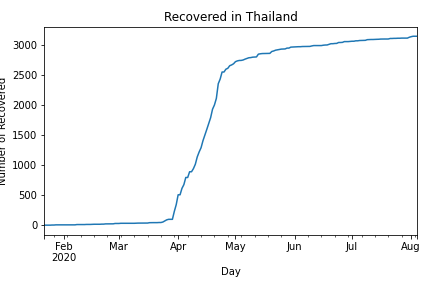 Recovered in Thailand
Number of Recovered
3000
2500
2000
1500
1000
500
0
Feb Mar Apr May Jun Jul Aug
2020
Day